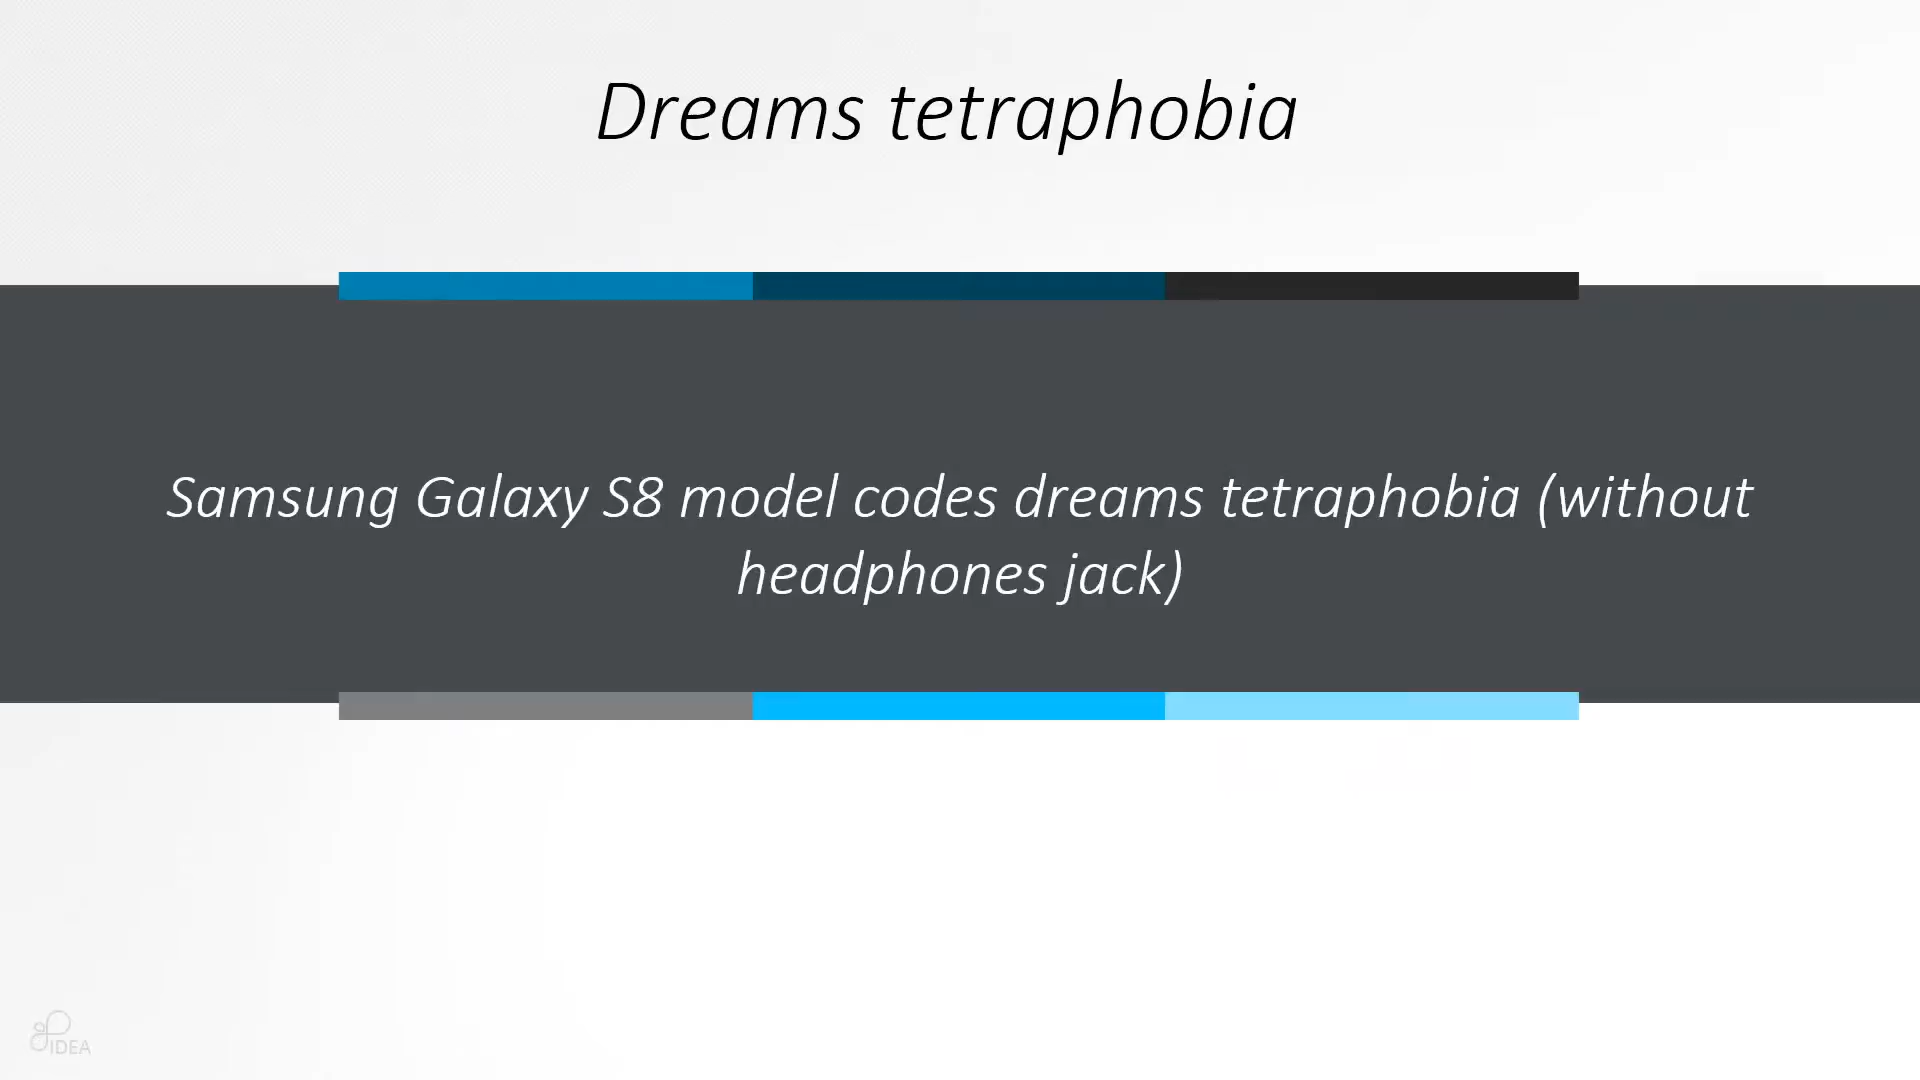 Dreams tetraphobia
Samsung Galaxy S8 model codes dreams tetraphobia (without
headphones jack)
IDEA